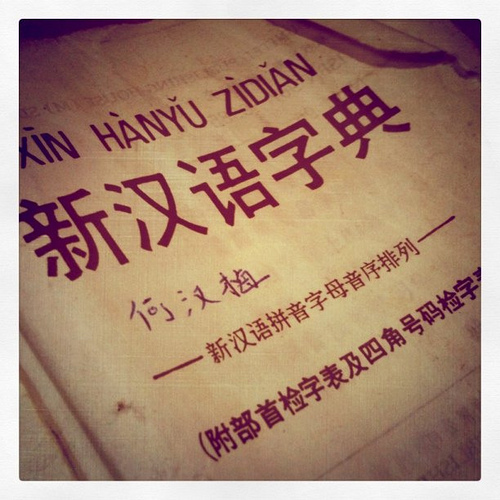 XĪN HÀNYǓ ZÌDIǍN
新汉语字典
何汉梅
新汉语拼音字母音序排列
(附部首检字表及四角号码检字表